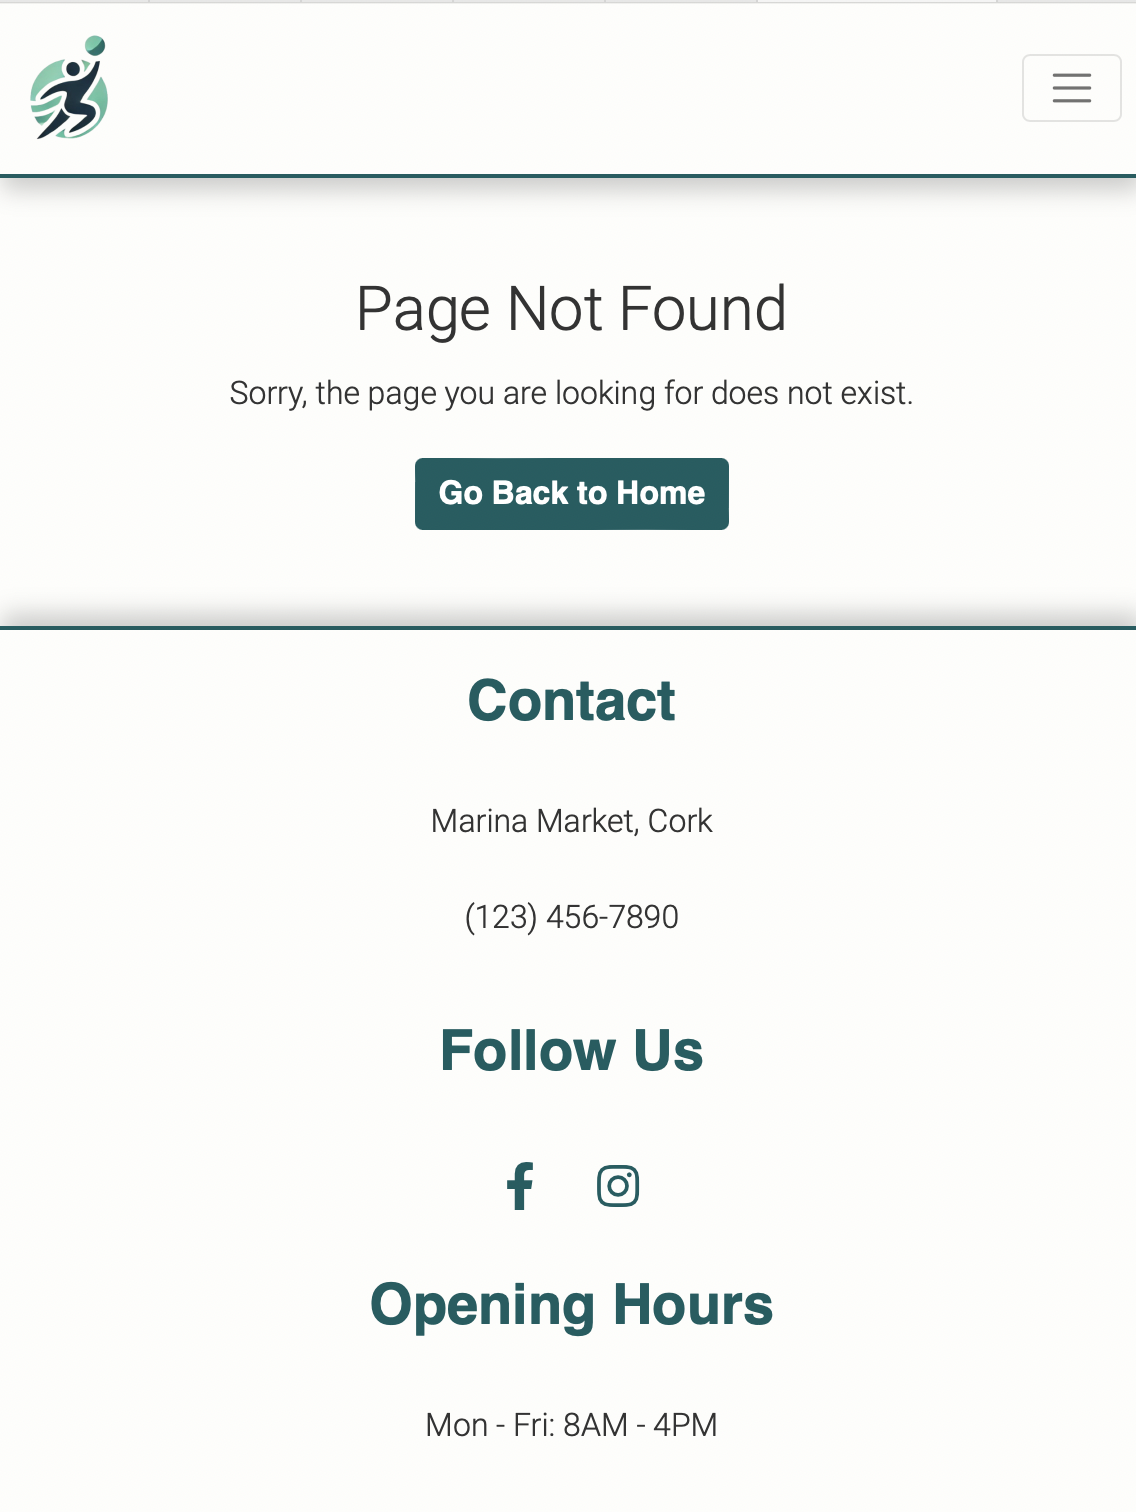 Page Not Found
Sorry, the page you are looking for does not exist.
Go Back to Home
Contact
Marina Market, Cork
(123) 456-7890
Follow Us
Opening Hours
Mon - Fri: 8AM - 4PM